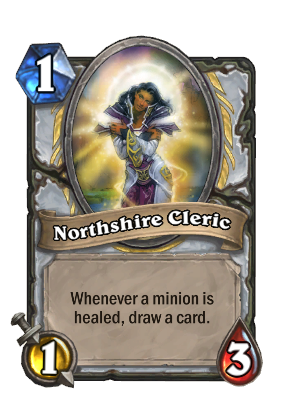 1
Northshire Cleric
Whenever a minion is
healed, draw a card.
1
3